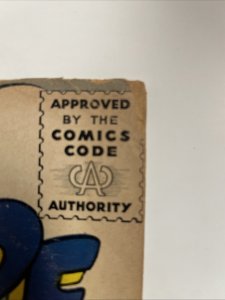 APPROVED
BY THE
COMICS
CODE
CA
AUTHORITY